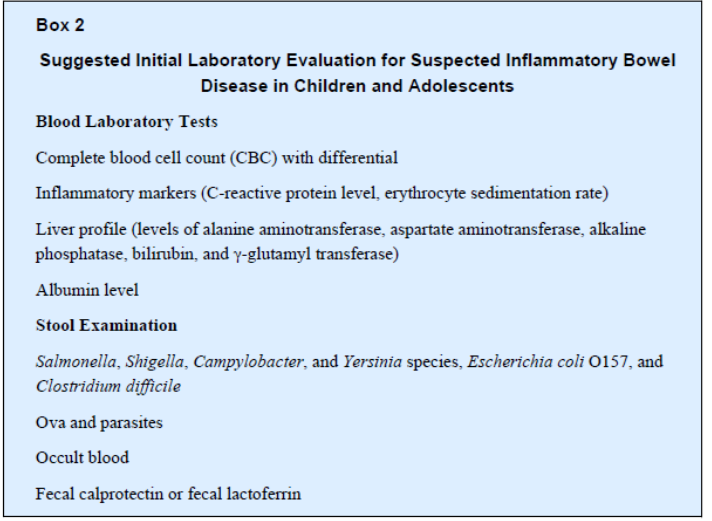 Box 2
Suggested Initial Laboratory Evaluation for Suspected Inflammatory Bowel
Disease in Children and Adolescents
Blood Laboratory Tests
Complete blood cell count (CBC) with differential
Inflammatory markers (C-reactive protein level, erythrocyte sedimentation rate)
Liver profile (levels of alanine aminotransferase, aspartate aminotransferase, alkaline
phosphatase, bilirubin, and γ-glutamyl transferase)
Albumin level
Stool Examination
Salmonella, Shigella, Campylobacter, and Yersinia species, Escherichia coli O157, and
Clostridium difficile
Ova and parasites
Occult blood
Fecal calprotectin or fecal lactoferrin